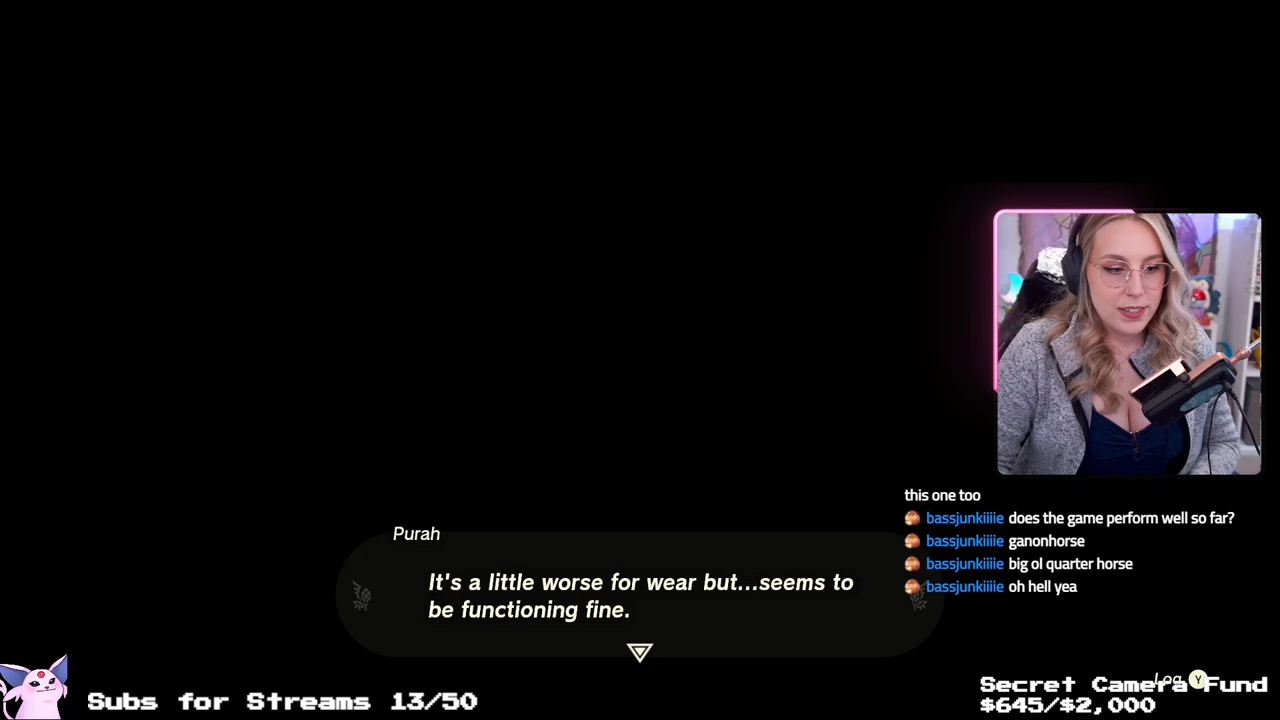 Purah
It's a little worse for wear but...seems to
be functioning fine.
this one too
bassjunkiiiie does the game perform well so far?
bassjunkiiiie ganonhorse
bassjunkiiiie big ol quarter horse
bassjunkiiiie oh hell yea
Log Y
Subs for Streams 13/50
Secret Camera Fund
$645/$2,000